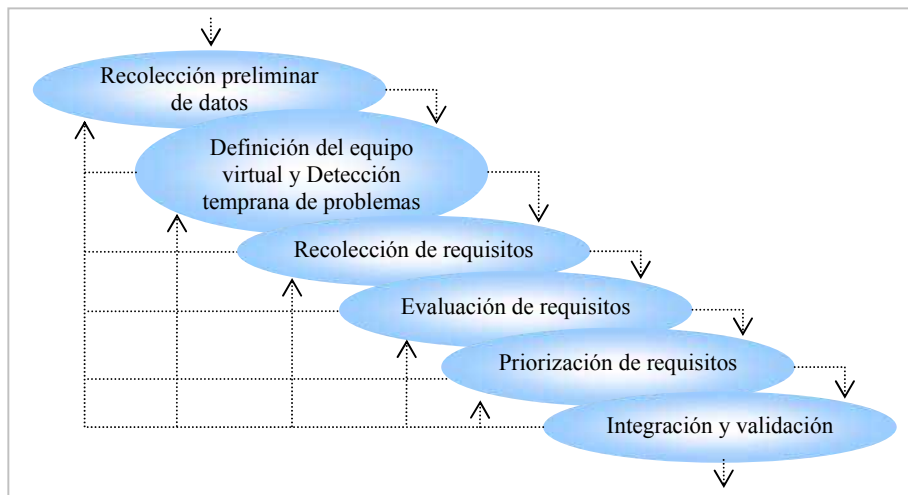 Recolección preliminar
de datos
Definición del equipo
virtual y Detección
temprana de problemas
Recolección de requisitos
Evaluación de requisitos
Priorización de requisitos
Integración y validación